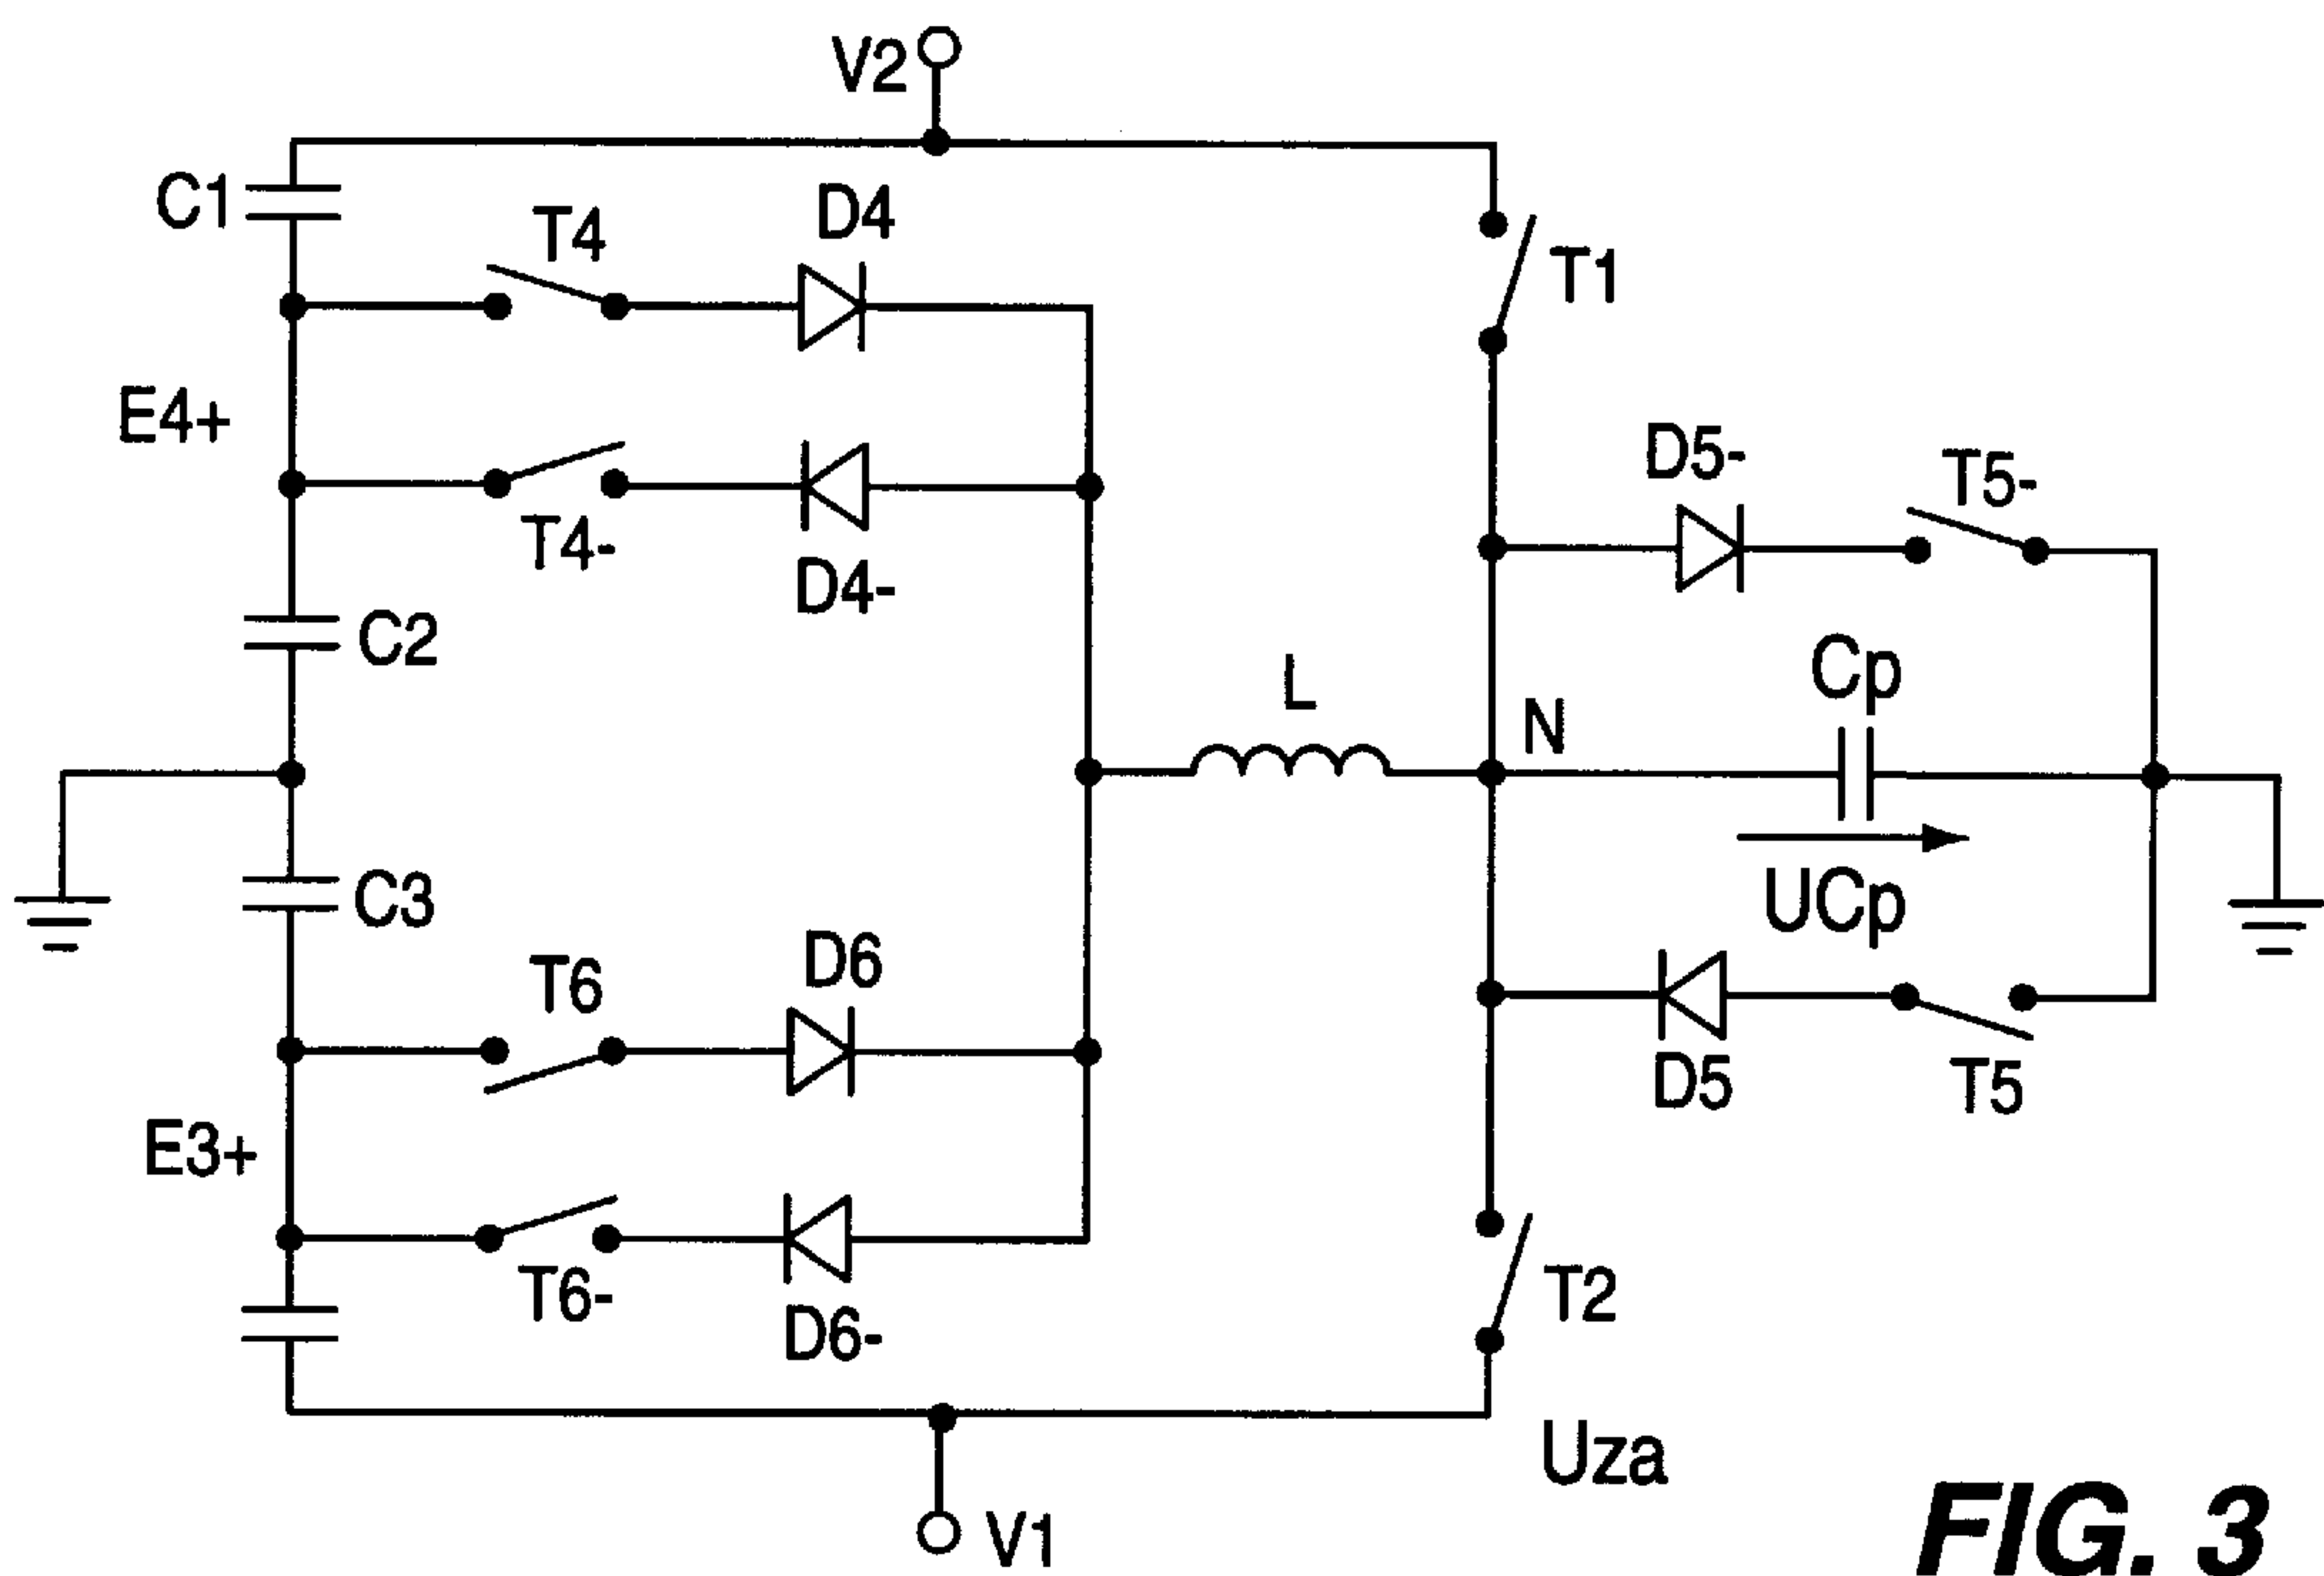 V2
C1
T4
D4
T1
E4+
D5-
T5-
T4-
D4-
C2
Cp
L
N
C3
UCp
T6
D6
D5
T5
E3+
T6-
D6-
T2
Uza
V1
FIG. 3